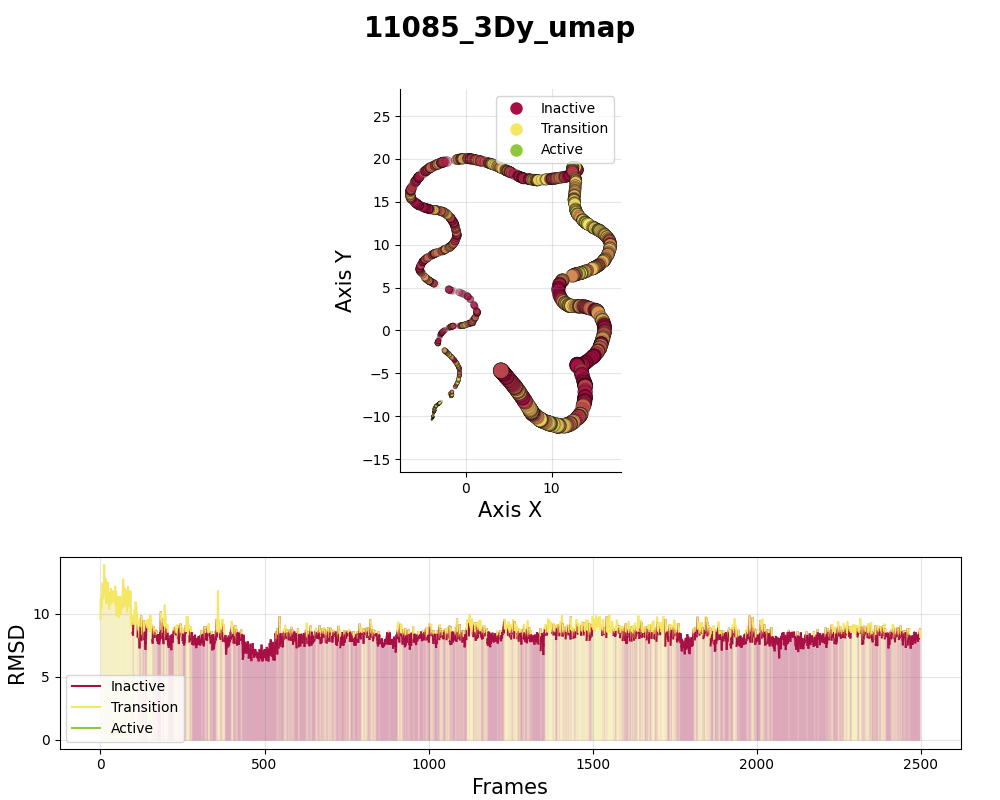 11085_3Dy_umap
Inactive
Transition
Active
25
20
15
10
5
0
−5
−10
−15
Axis Y
0 10
Axis X
10
5
0
RMSD
Inactive
Transition
Active
0 500 1000 1500 2000 2500
Frames